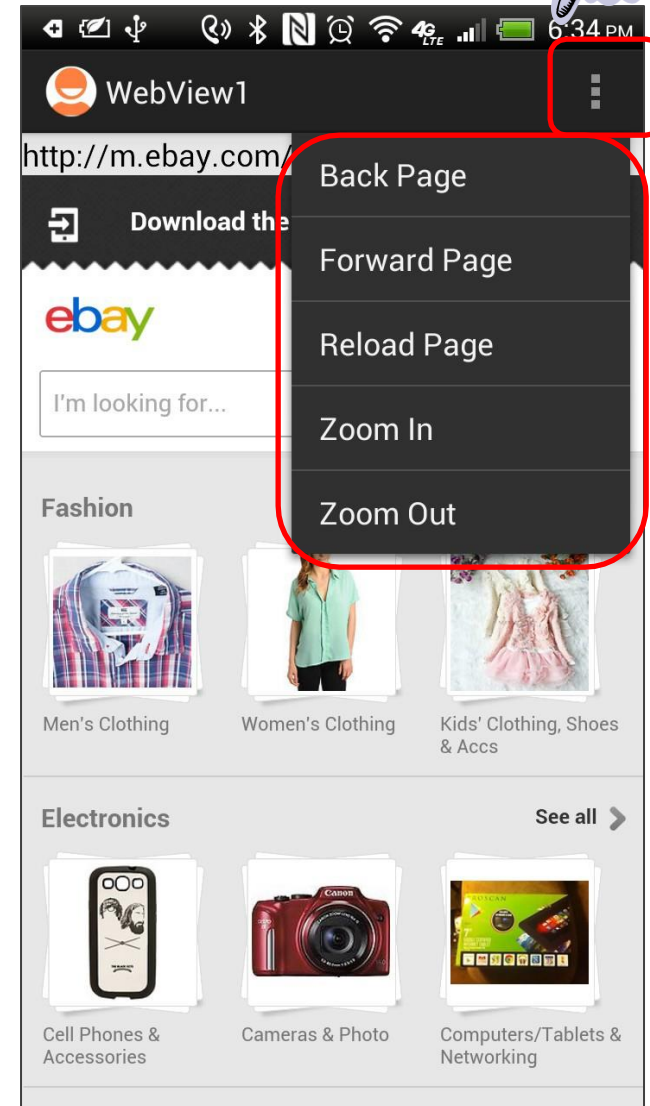 4G LTE 6:34 PM
WebView1
http://m.ebay.com/
Back Page
Download the
Forward Page
ebay
Reload Page
I'm looking for...
Zoom In
Fashion
Zoom Out
Men's Clothing
Women's Clothing
Kids' Clothing, Shoes
& Accs
Electronics
See all
Canon
7"
Cell Phones &
Accessories
Cameras & Photo
Computers/Tablets &
Networking